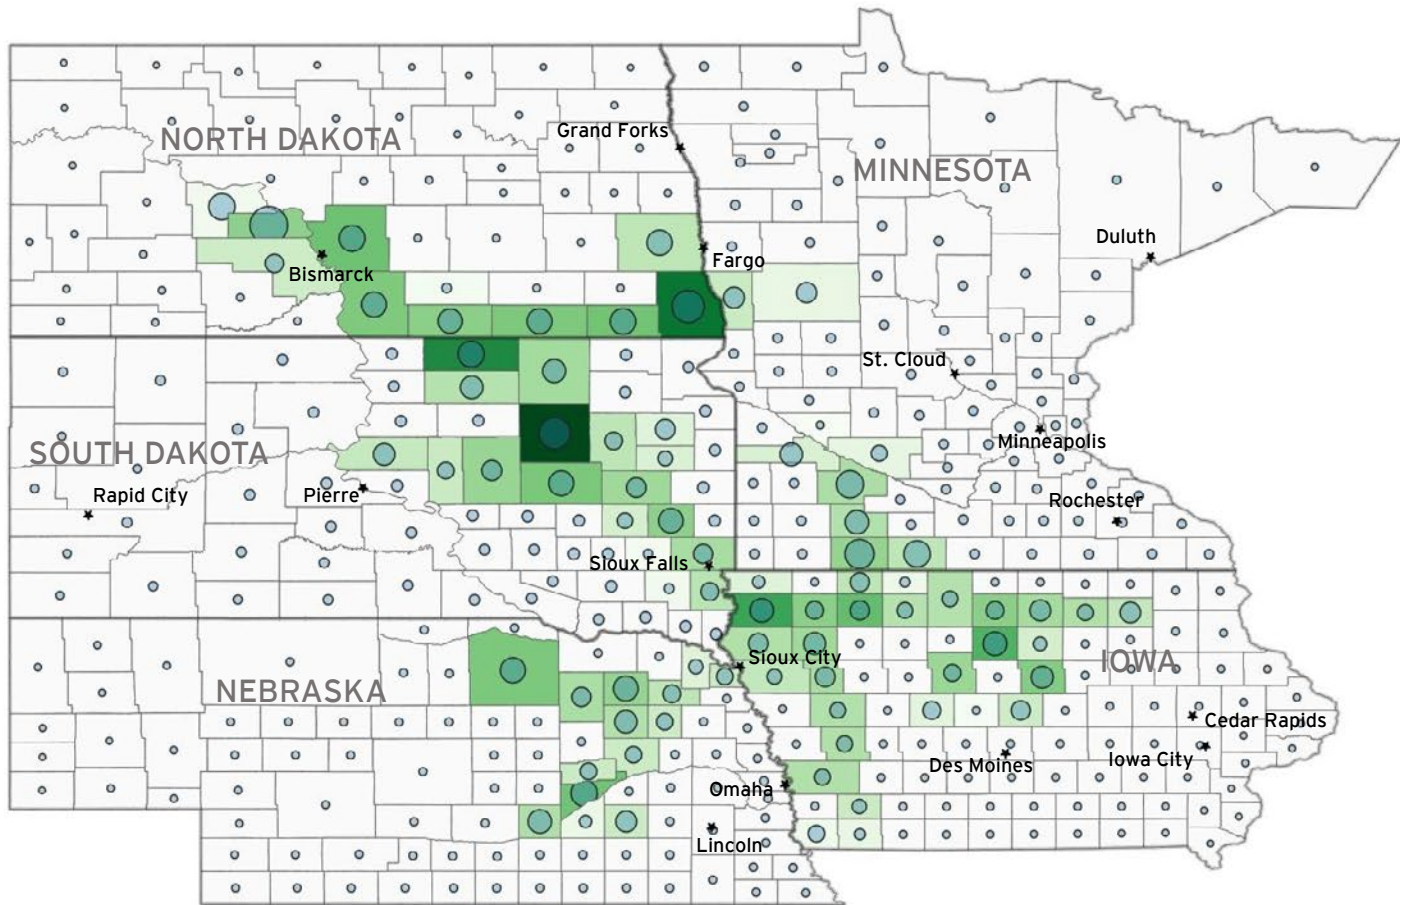 Grand Forks
NORTH DAKOTA
MINNESOTA
Duluth
Fargo
Bismarck
St. Cloud
Minneapolis
SOUTH DAKOTA
Rapid City
Pierre
Rochester
Sioux Falls
Sioux City
IOWA
NEBRASKA
Cedar Rapids
Des Moines
Iowa City
Omaha
Lincoln